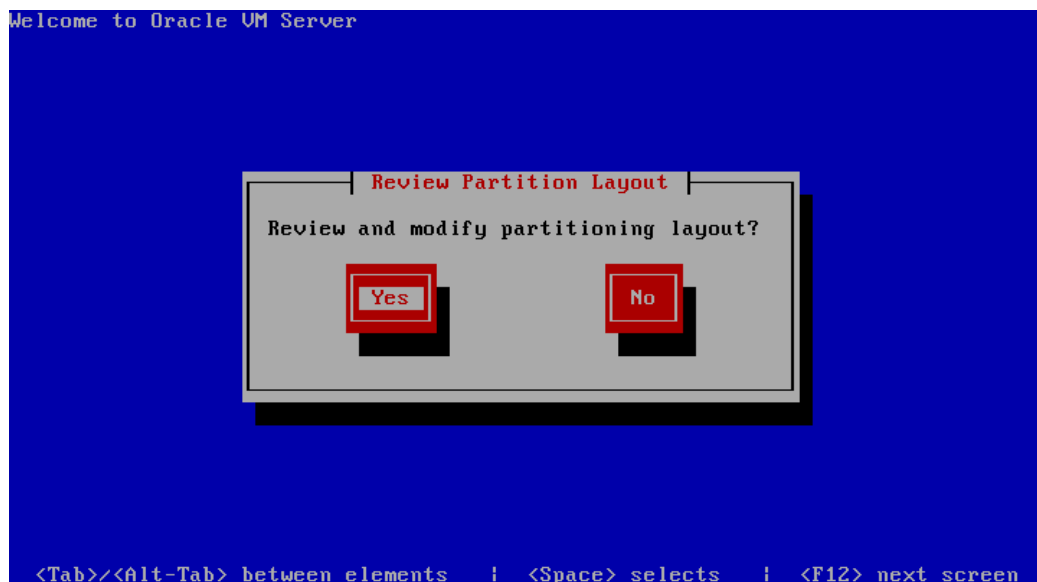 Welcome to Oracle VM Server
Review Partition Layout
Review and modify partitioning layout?
Yes No
<Tab>/<Alt-Tab> between elements | <Space> selects | <F12> next screen